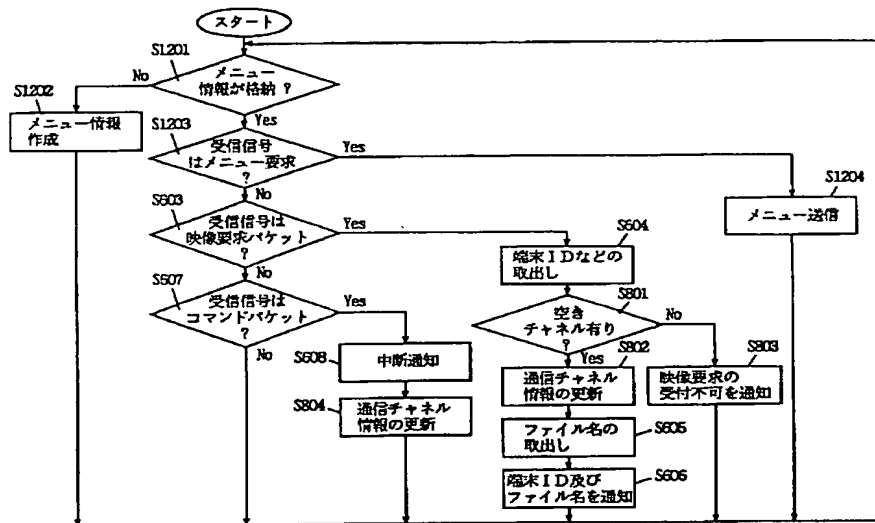 スタート
S1201
メニュー
情報が格納 ?
No
Yes
S1202
メニュー情報
作成
S1203
受信信号
はメニュー要求
?
Yes
No
S1204
メニュー送信
S603
受信信号は
映像要求パケット
?
Yes
No
S604
端末IDなどの
取出し
S607
受信信号は
コマンドパケット
?
Yes
No
S801
空き
チャネル有り
?
No
Yes
S608
中断通知
S802
通信チャネル
情報の更新
S803
映像要求の
受付不可を通知
S804
通信チャネル
情報の更新
S605
ファイル名の
取出し
S606
端末ID及び
ファイル名を通知